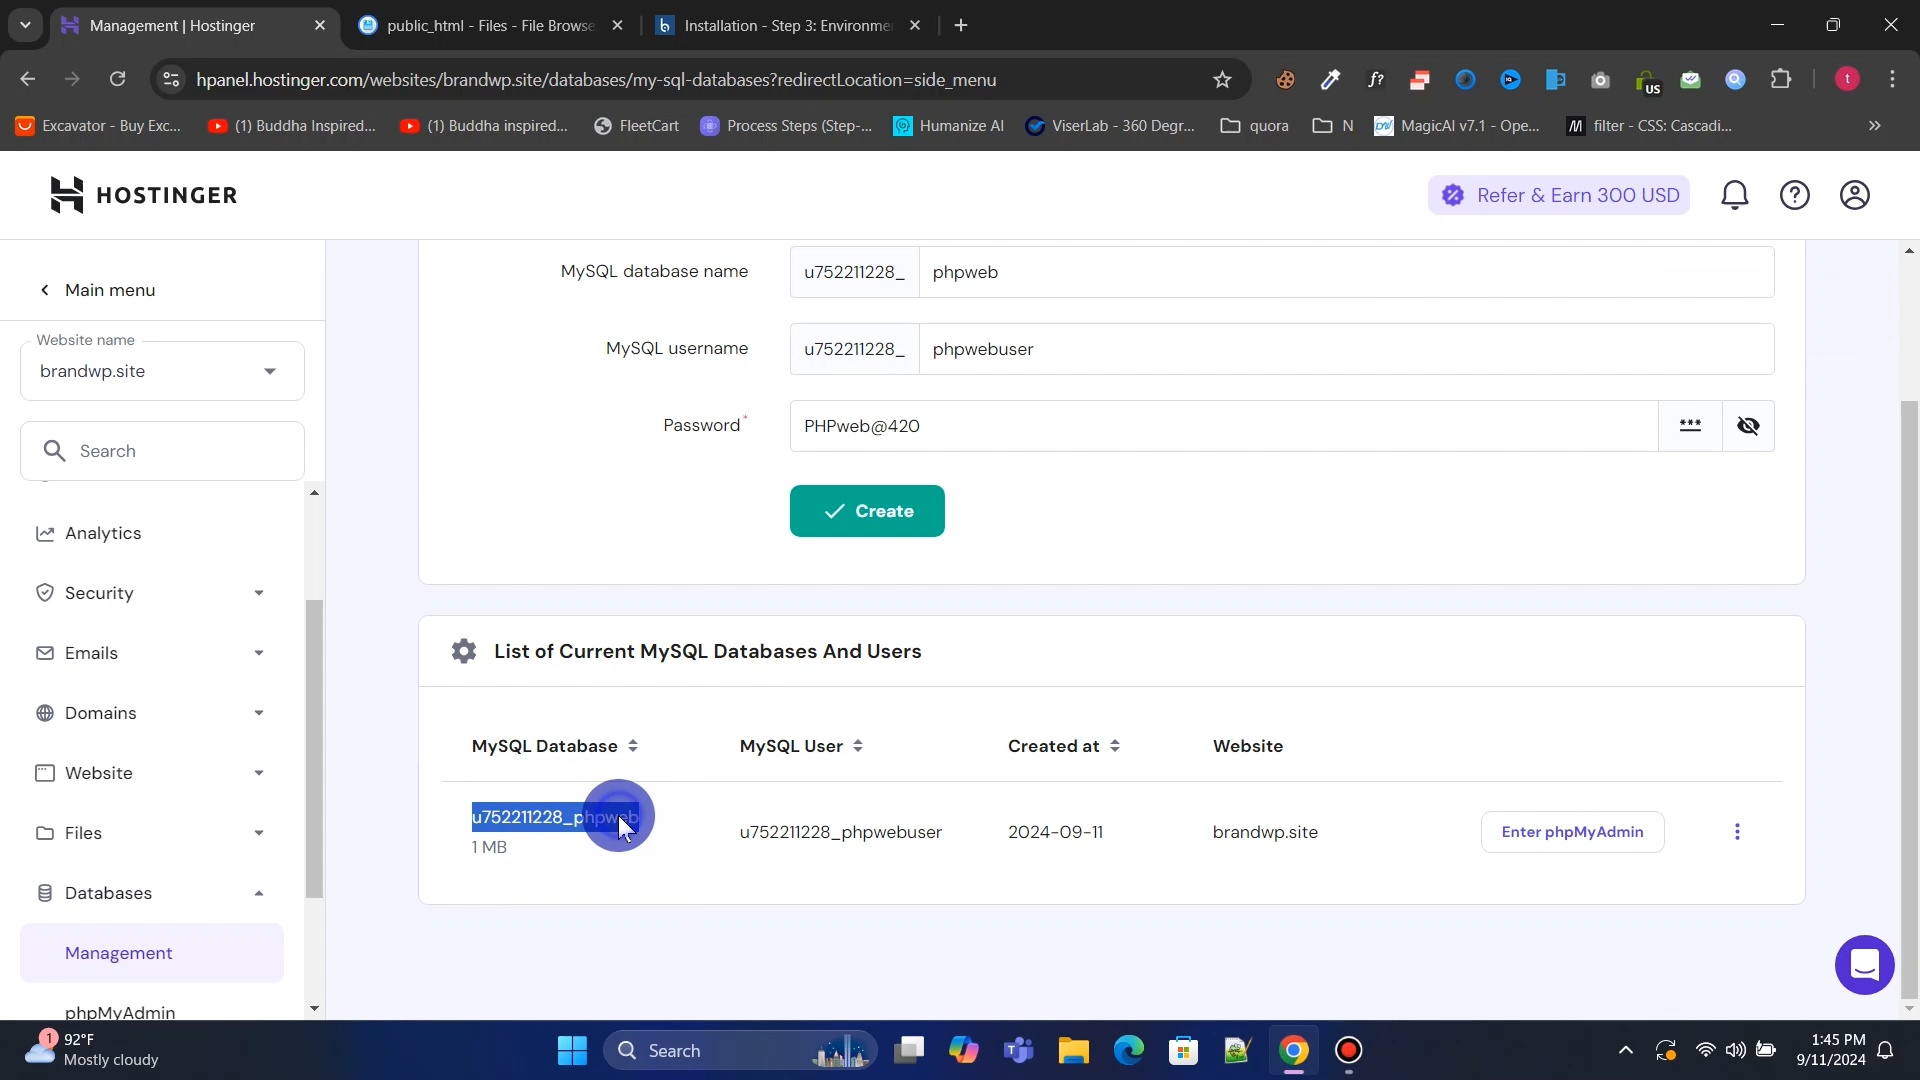 Management | Hostinger
public_html - Files - File Browse
Installation - Step 3: Environme
hpanel.hostinger.com/websites/brandwp.site/databases/my-sql-databases?redirectLocation=side_menu
f?
US
t
Excavator - Buy Exc...
(1) Buddha Inspired...
(1) Buddha inspired...
FleetCart
Process Steps (Step-...
Humanize AI
ViserLab - 360 Degr...
quora
N
MagicAI v7.1 - Ope...
filter - CSS: Cascadi...
HOSTINGER
Refer & Earn 300 USD
Main menu
Website name
brandwp.site
Search
Analytics
Security
Emails
Domains
Website
Files
Databases
Management
phpMyAdmin
MySQL database name
u752211228_
phpweb
MySQL username
u752211228_
phpwebuser
Password*
PHPweb@420
Create
List of Current MySQL Databases And Users
MySQL Database
MySQL User
Created at
Website
u752211228_phpweb
1 MB
u752211228_phpwebuser
2024-09-11
brandwp.site
Enter phpMyAdmin
1
92°F
Mostly cloudy
Search
1:45 PM
9/11/2024